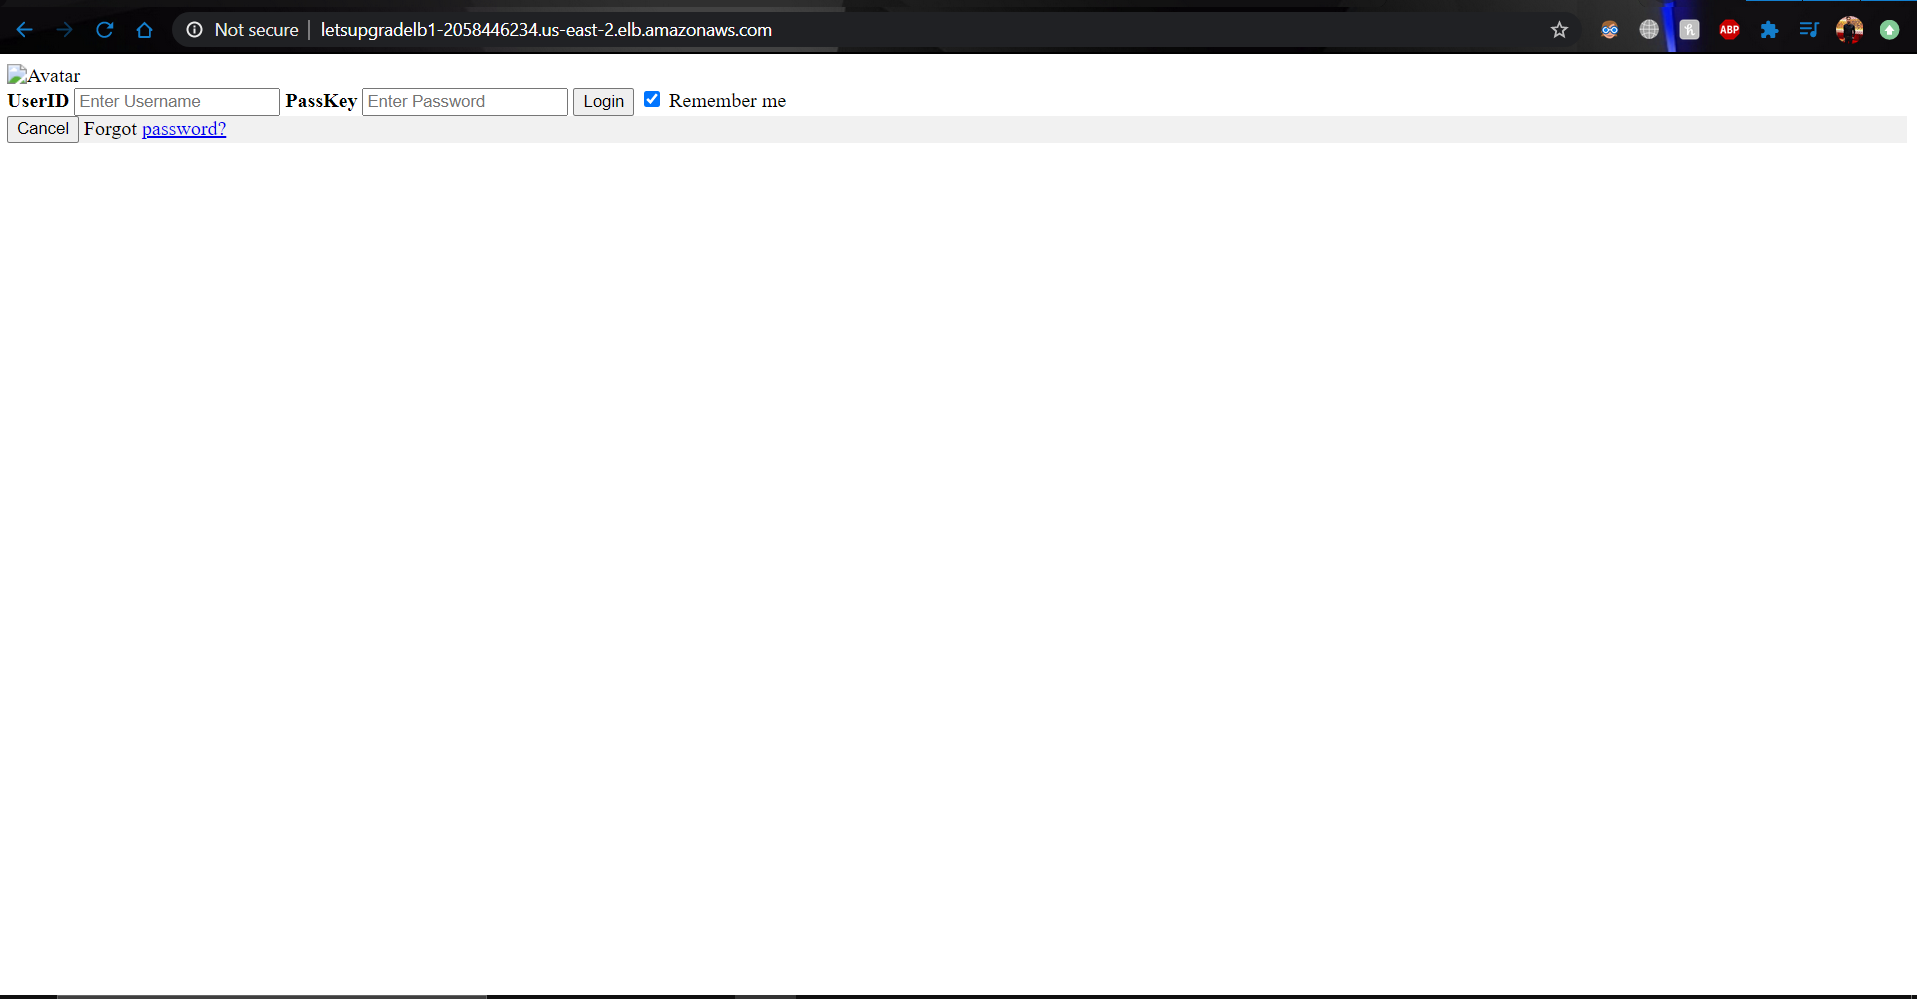 Not secure | letsupgradelb1-2058446234.us-east-2.elb.amazonaws.com ABP
Avatar
UserID Enter Username PassKey Enter Password Login Remember me
Cancel Forgot password?